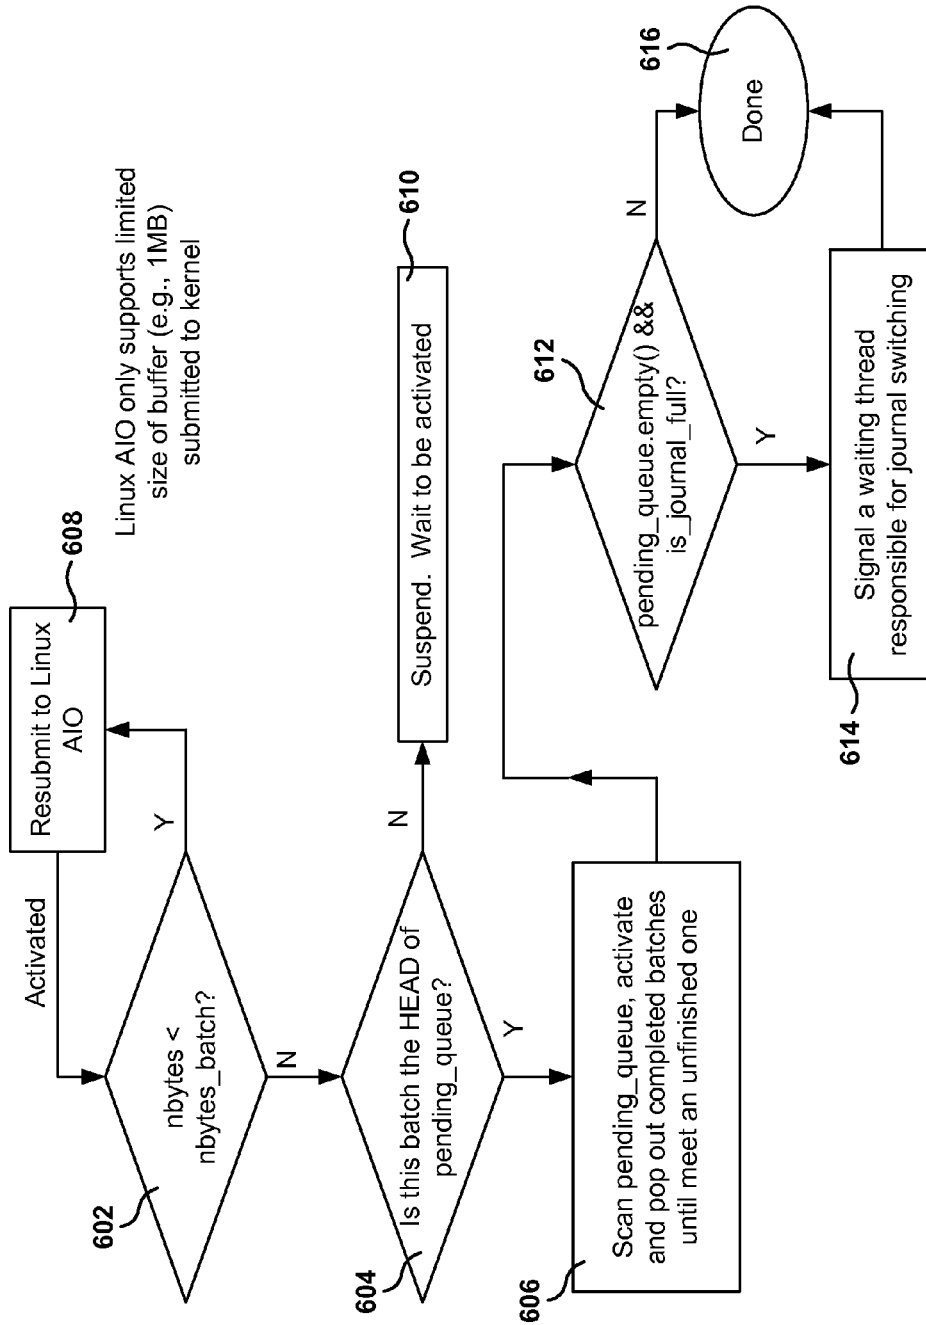 Resubmit to Linux
AIO
608
Linux AIO only supports limited
size of buffer (e.g., 1MB)
submitted to kernel
Activated
Y
nbytes <
nbytes_batch?
602
N
Is this batch the HEAD of
pending_queue?
604
N
Suspend. Wait to be activated
610
Y
Scan pending_queue, activate
and pop out completed batches
until meet an unfinished one
606
612
pending_queue.empty() &&
is_journal_full?
N
Y
Done
616
Signal a waiting thread
responsible for journal switching
614